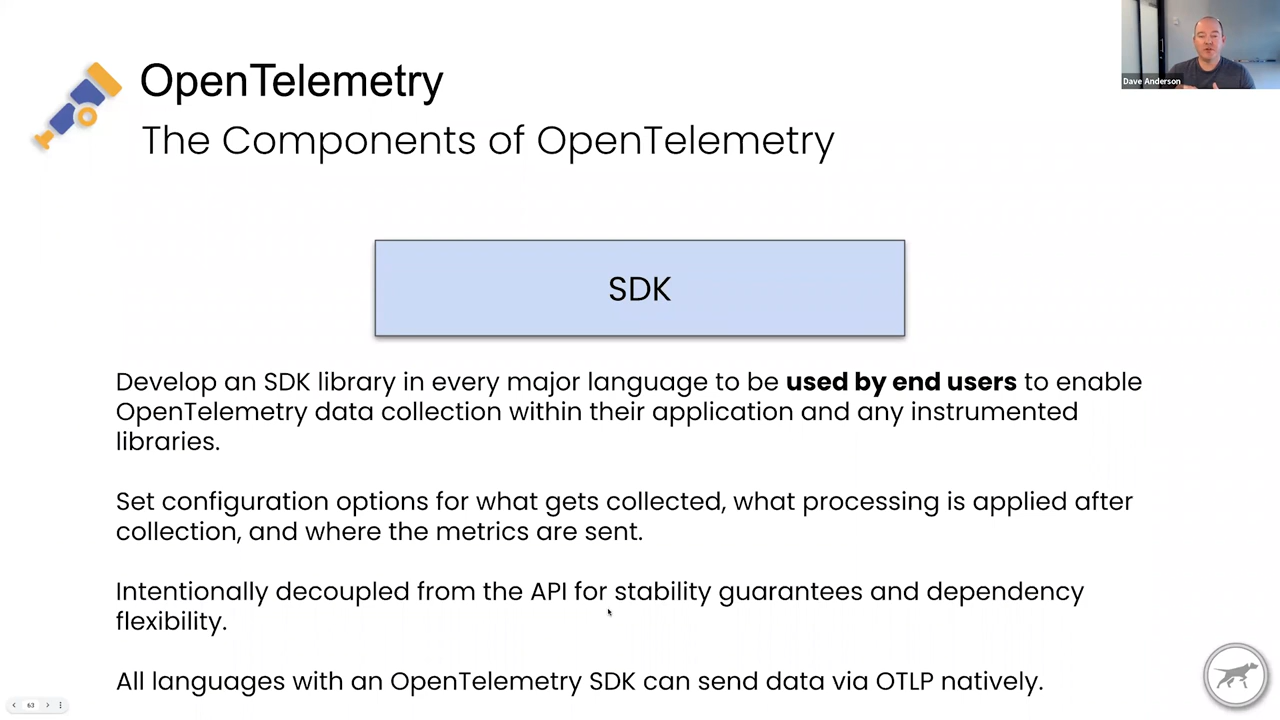 Dave Anderson
OpenTelemetry
The Components of OpenTelemetry
SDK
Develop an SDK library in every major language to be used by end users to enable
OpenTelemetry data collection within their application and any instrumented
libraries.
Set configuration options for what gets collected, what processing is applied after
collection, and where the metrics are sent.
Intentionally decoupled from the API for stability guarantees and dependency
flexibility.
All languages with an OpenTelemetry SDK can send data via OTLP natively.
63